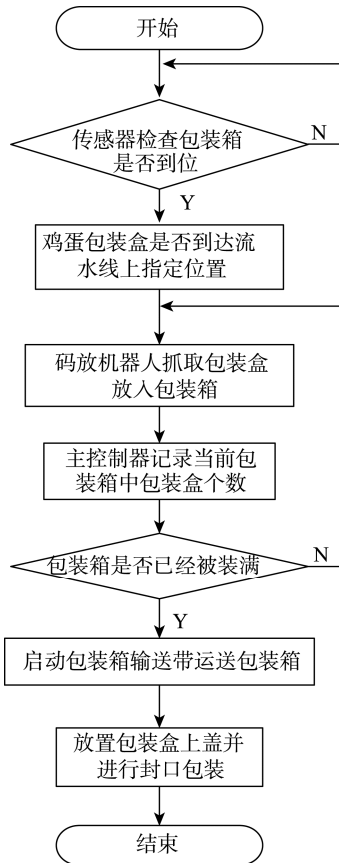 开始
传感器检查包装箱
是否到位
N
Y
鸡蛋包装盒是否到达流
水线上指定位置
码放机器人抓取包装盒
放入包装箱
主控制器记录当前包
装箱中包装盒个数
包装箱是否已经被装满
N
Y
启动包装箱输送带运送包装箱
放置包装盒上盖并
进行封口包装
结束